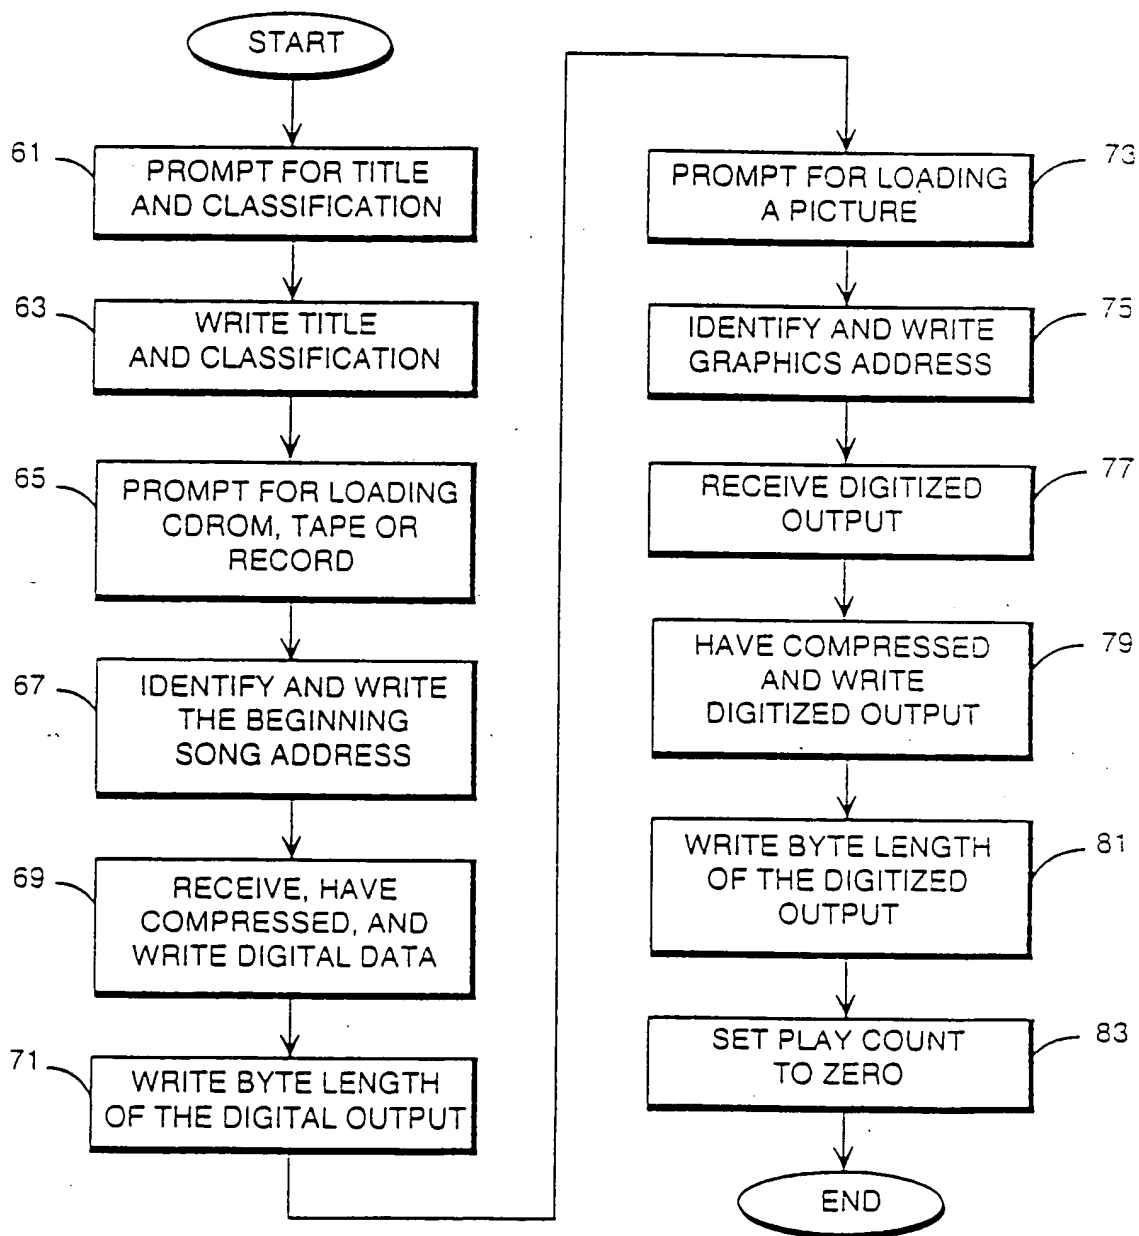 START
61
PROMPT FOR TITLE
AND CLASSIFICATION
63
WRITE TITLE
AND CLASSIFICATION
65
PROMPT FOR LOADING
CDROM, TAPE OR
RECORD
67
IDENTIFY AND WRITE
THE BEGINNING
SONG ADDRESS
69
RECEIVE, HAVE
COMPRESSED, AND
WRITE DIGITAL DATA
71
WRITE BYTE LENGTH
OF THE DIGITAL OUTPUT
73
PROMPT FOR LOADING
A PICTURE
75
IDENTIFY AND WRITE
GRAPHICS ADDRESS
77
RECEIVE DIGITIZED
OUTPUT
79
HAVE COMPRESSED
AND WRITE
DIGITIZED OUTPUT
81
WRITE BYTE LENGTH
OF THE DIGITIZED
OUTPUT
83
SET PLAY COUNT
TO ZERO
END